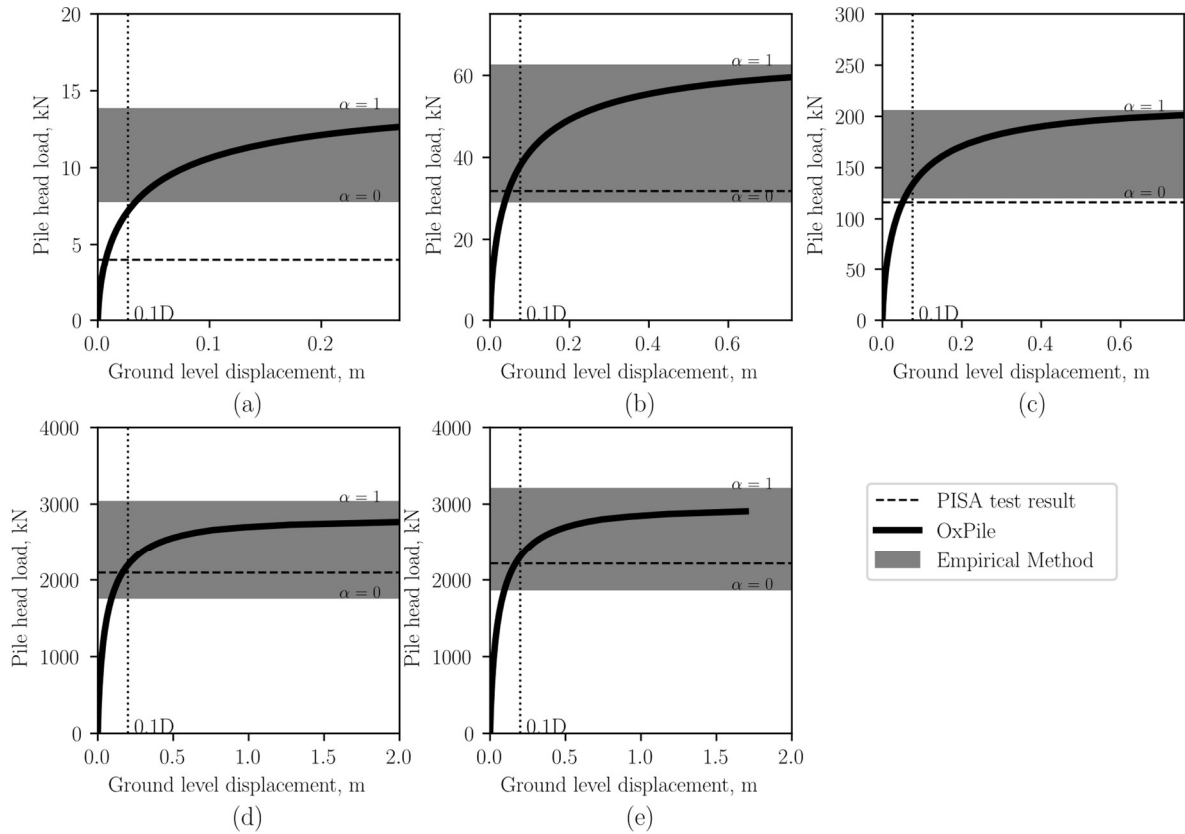 20
15
10
5
0
Pile head load, kN
α = 1
α = 0
0.1D
0.0 0.1 0.2
Ground level displacement, m
(a)
60
40
20
0
Pile head load, kN
α = 1
α = 0
0.1D
0.0 0.2 0.4 0.6
Ground level displacement, m
(b)
300
250
200
150
100
50
0
Pile head load, kN
α = 1
α = 0
0.1D
0.0 0.2 0.4 0.6
Ground level displacement, m
(c)
4000
3000
2000
1000
0
Pile head load, kN
α = 1
α = 0
0.1D
0.0 0.5 1.0 1.5 2.0
Ground level displacement, m
(d)
4000
3000
2000
1000
0
Pile head load, kN
α = 1
α = 0
0.1D
0.0 0.5 1.0 1.5 2.0
Ground level displacement, m
(e)
PISA test result
OxPile
Empirical Method